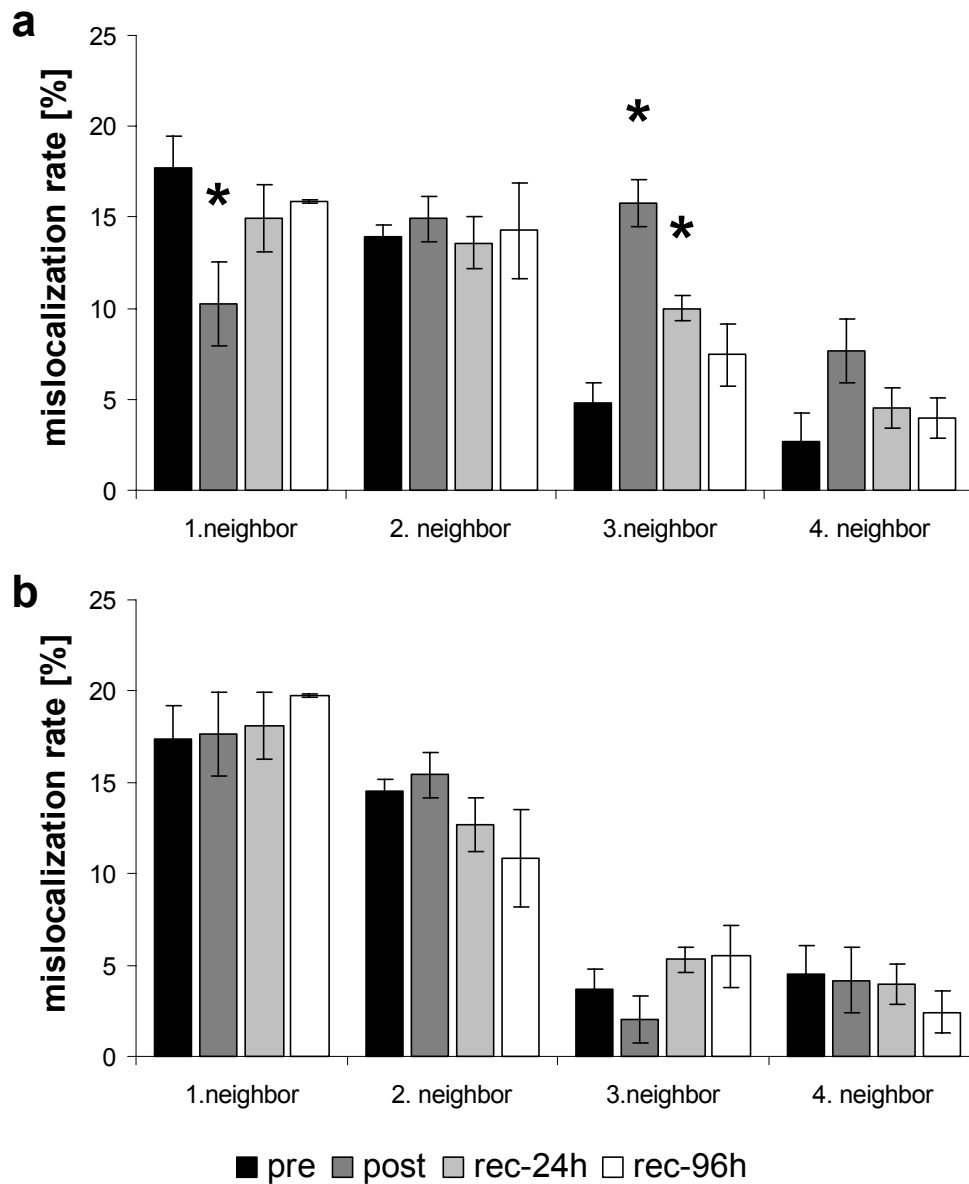 a
mislocalization rate [%]
25
20
15
10
5
0
*
*
*
1.neighbor 2. neighbor 3.neighbor 4. neighbor
b
mislocalization rate [%]
25
20
15
10
5
0
1.neighbor 2. neighbor 3.neighbor 4. neighbor
pre post rec-24h rec-96h